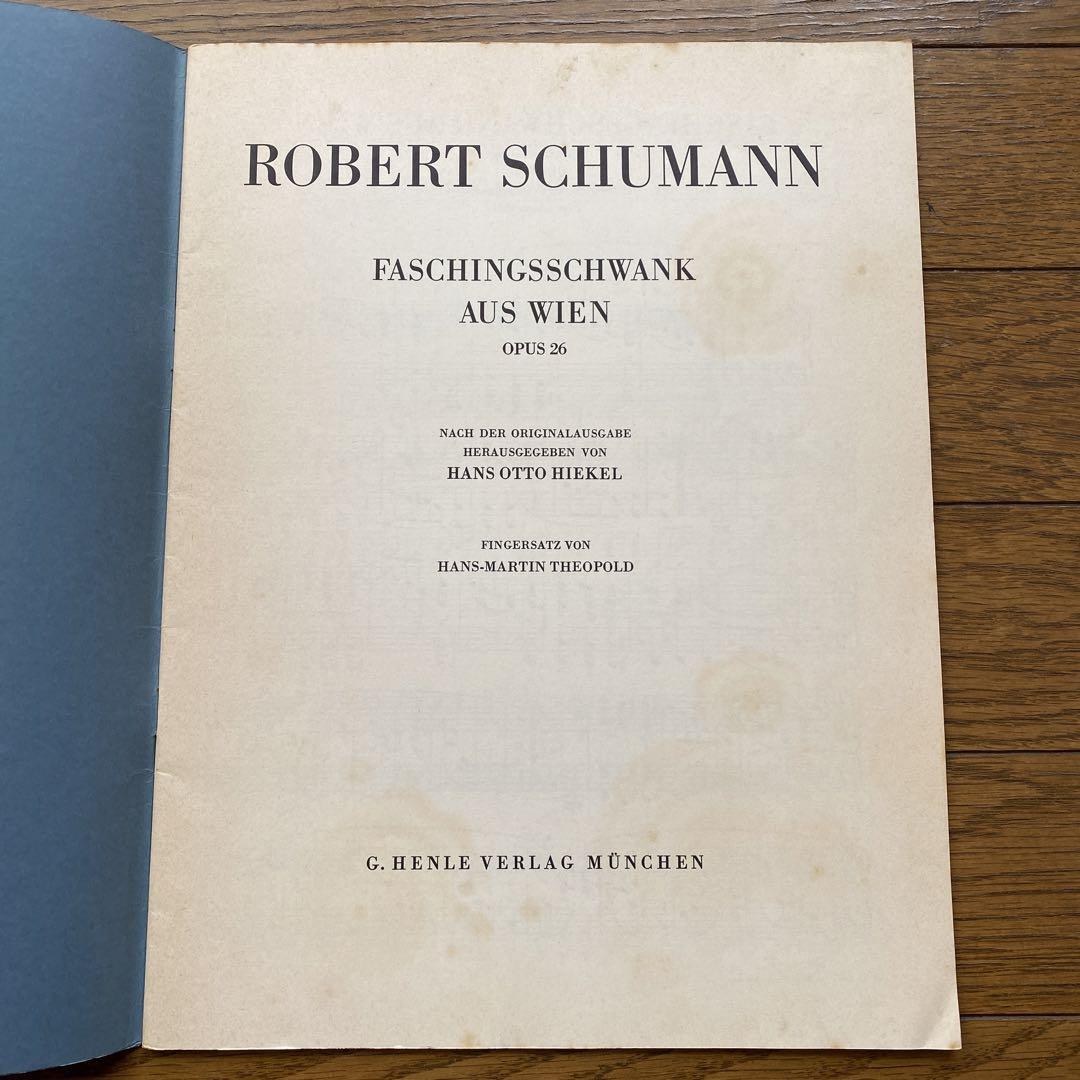 ROBERT SCHUMANN
FASCHINGSSCHWANK
AUS WIEN
OPUS 26
NACH DER ORIGINALAUSGABE
HERAUSGEGEBEN VON
HANS OTTO HIEKEL
FINGERSATZ VON
HANS-MARTIN THEOPOLD
G. HENLE VERLAG MÜNCHEN